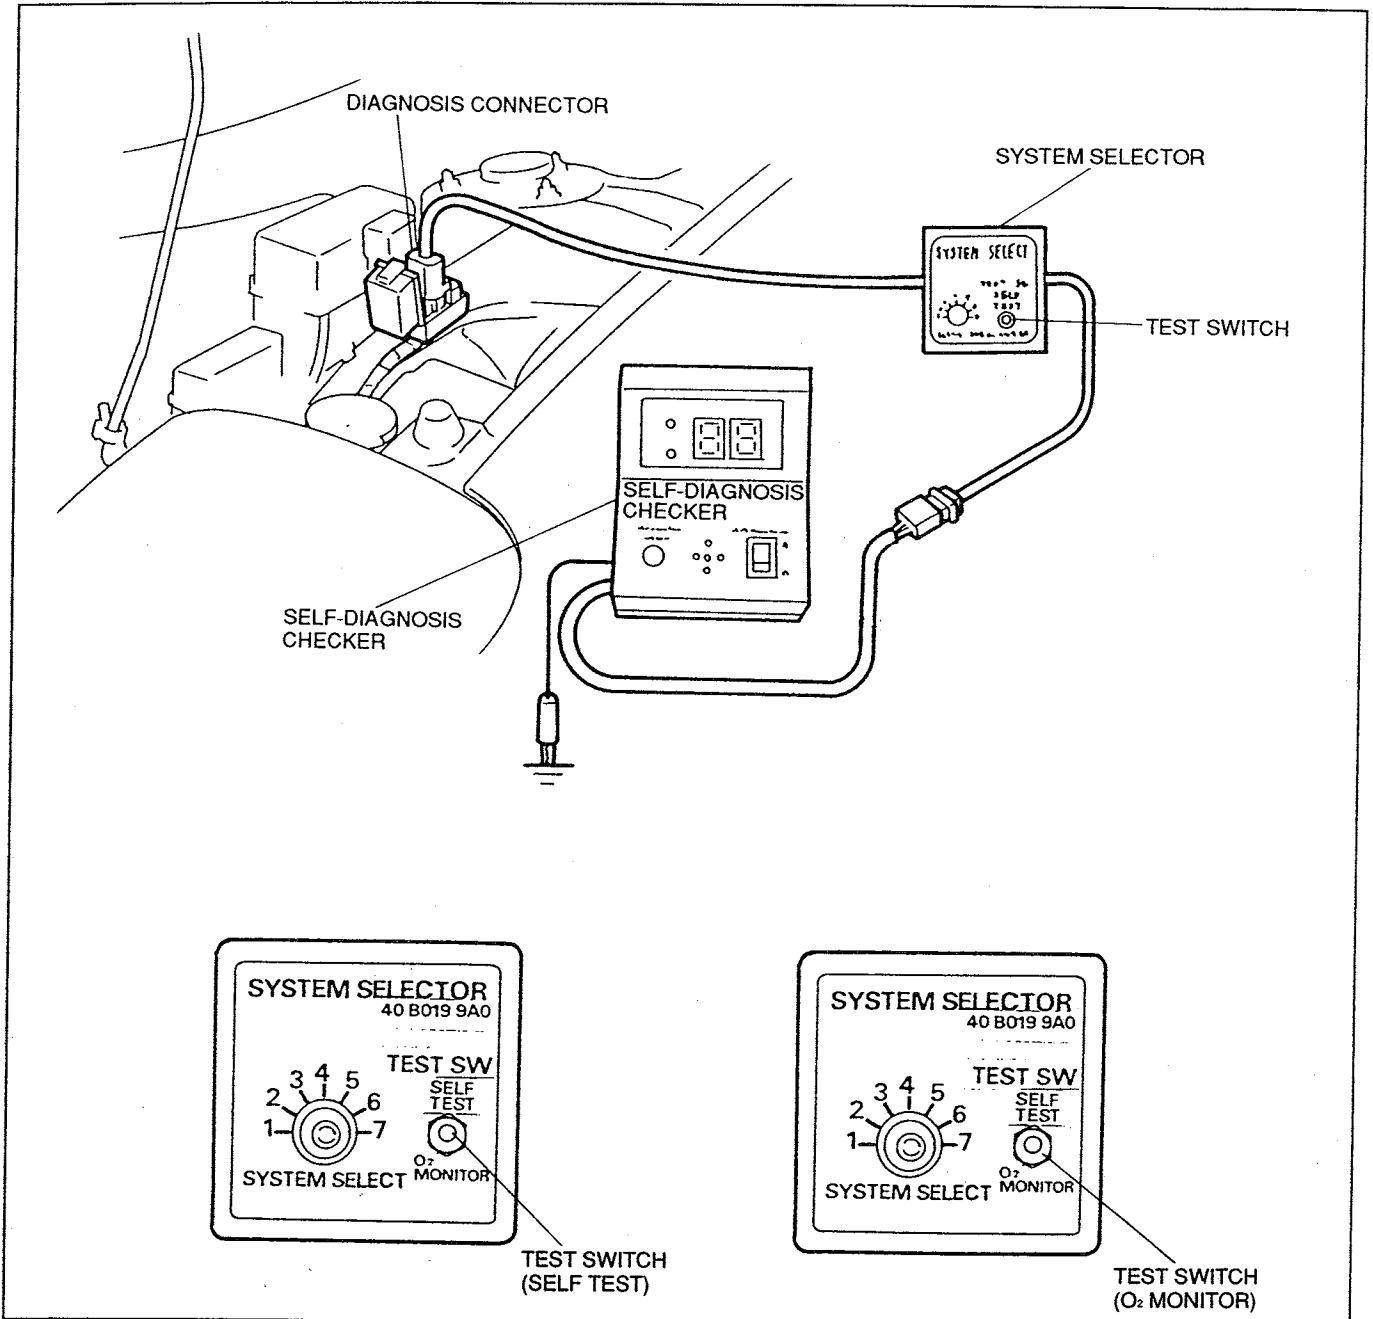 DIAGNOSIS CONNECTOR
SYSTEM SELECTOR
SYSTEM SELECT
SELF
TEST
TEST SWITCH
SELF-DIAGNOSIS
CHECKER
SELF-DIAGNOSIS
CHECKER
SYSTEM SELECTOR
40 B019 9A0
TEST SW
SELF
TEST
1 2 3 4 5 6 7
O₂
MONITOR
SYSTEM SELECT
TEST SWITCH
(SELF TEST)
SYSTEM SELECTOR
40 B019 9A0
TEST SW
SELF
TEST
1 2 3 4 5 6 7
O₂
MONITOR
SYSTEM SELECT
TEST SWITCH
(O₂ MONITOR)